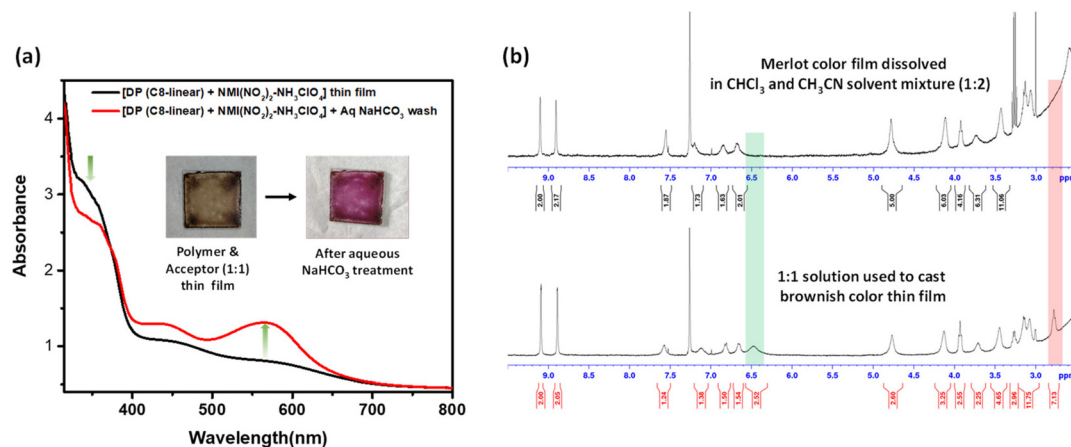 (a)
[DP (C8-linear) + NMI(NO₂)₂-NH₃ClO₄] thin film
[DP (C8-linear) + NMI(NO₂)₂-NH₃ClO₄] + Aq NaHCO₃ wash
Polymer &
Acceptor (1:1)
thin film
After aqueous
NaHCO₃ treatment
Absorbance
4
3
2
1
400
500
600
700
800
Wavelength(nm)
(b)
Merlot color film dissolved
in CHCl₃ and CH₃CN solvent mixture (1:2)
9.0 8.5 8.0 7.5 7.0 6.5 6.0 5.5 5.0 4.5 4.0 3.5 3.0 ppm
2.00 2.17 1.87 1.73 1.63 2.01 5.00 6.03 4.16 6.31 11.09
1:1 solution used to cast
brownish color thin film
9.0 8.5 8.0 7.5 7.0 6.5 6.0 5.5 5.0 4.5 4.0 3.5 3.0 ppm
2.00 2.05 1.24 1.38 1.50 1.54 2.52 2.60 3.25 2.55 2.25 4.65 2.96 11.75 7.13